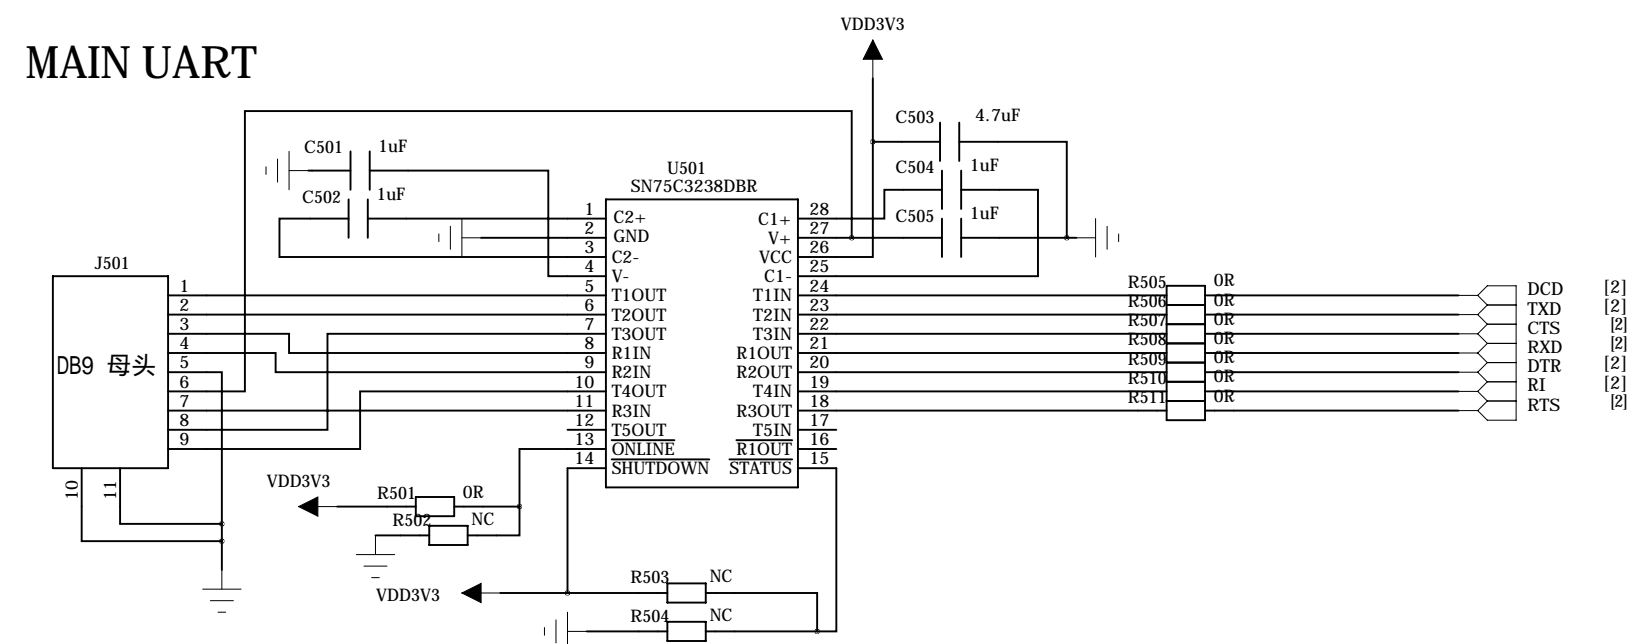 VDD3V3
MAIN UART
C503 4.7uF
C501 1uF
C504 1uF
C502 1uF
C505 1uF
U501
SN75C3238DBR
1 C2+ C1+ 28
2 GND V+ 27
3 C2- VCC 26
4 V- C1- 25
5 T1OUT T1IN 24
6 T2OUT T2IN 23
7 T3OUT T3IN 22
8 R1IN R1OUT 21
9 R2IN R2OUT 20
10 T4OUT T4IN 19
11 R3IN R3OUT 18
12 T5OUT T5IN 17
13 ONLINE R1OUT 16
14 SHUTDOWN STATUS 15
J501
DB9 母头
1
2
3
4
5
6
7
8
9
10
11
R505 0R DCD [2]
R506 0R TXD [2]
R507 0R CTS [2]
R508 0R RXD [2]
R509 0R DTR [2]
R510 0R RI [2]
R511 0R RTS [2]
VDD3V3
R501 0R
R502 NC
VDD3V3
R503 NC
R504 NC